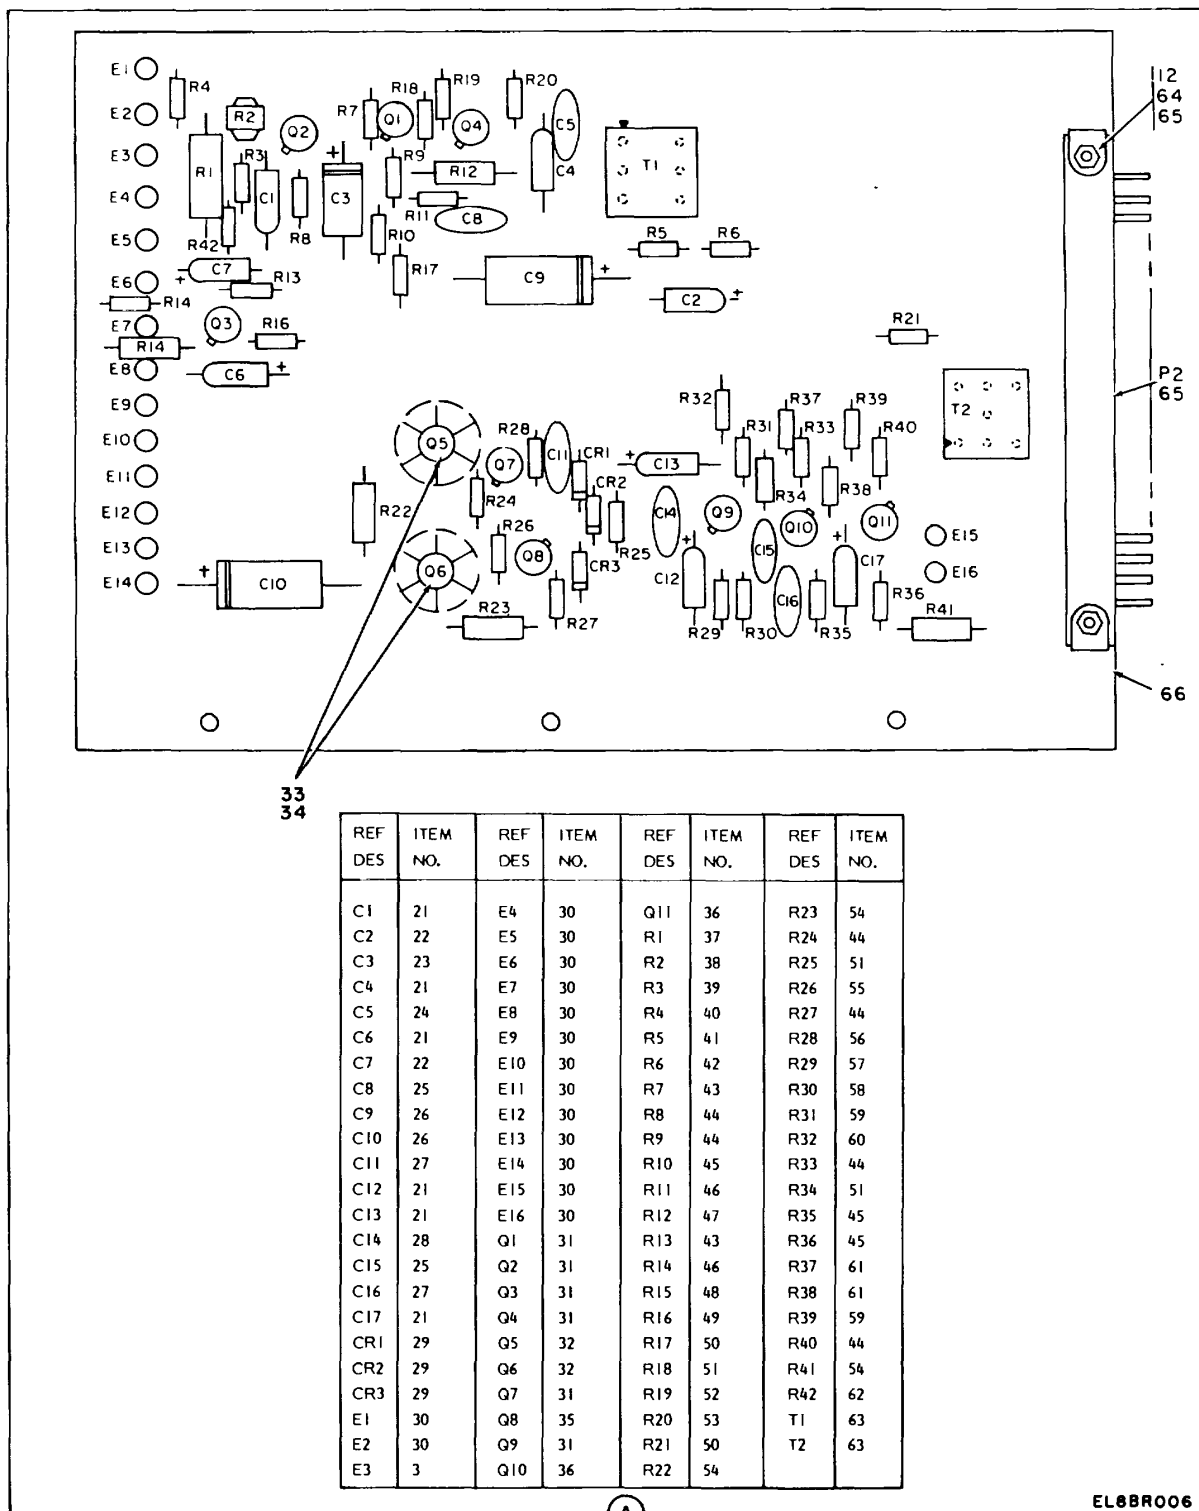 E1
R4
R2
Q2
R7
R18
Q1
R19
Q4
R20
C5
T1
112
64
65
E2
E3
R1
R3
C1
R8
C3
R9
R12
C4
E4
R11
C8
R10
E5
R42
C7
R13
R17
C9
R5
R6
C2
E6
R14
E7
Q3
R16
R21
R14
E8
C6
P2
65
E9
R32
R37
R39
T2
E10
Q5
R28
Q7
C11
CR1
C13
R31
R33
R40
E11
R22
R24
CR2
C14
R34
R38
E12
R26
R25
Q9
Q10
Q11
E15
E13
Q6
Q8
CR3
C12
C15
C17
E16
E14
C10
R23
R27
R29
R30
C16
R35
R36
R41
66
33
34
REF DES ITEM NO. REF DES ITEM NO. REF DES ITEM NO. REF DES ITEM NO.
C1 21 E4 30 Q11 36 R23 54
C2 22 E5 30 R1 37 R24 44
C3 23 E6 30 R2 38 R25 51
C4 21 E7 30 R3 39 R26 55
C5 24 E8 30 R4 40 R27 44
C6 21 E9 30 R5 41 R28 56
C7 22 E10 30 R6 42 R29 57
C8 25 E11 30 R7 43 R30 58
C9 26 E12 30 R8 44 R31 59
C10 26 E13 30 R9 44 R32 60
C11 27 E14 30 R10 45 R33 44
C12 21 E15 30 R11 46 R34 51
C13 21 E16 30 R12 47 R35 45
C14 28 Q1 31 R13 43 R36 45
C15 25 Q2 31 R14 46 R37 61
C16 27 Q3 31 R15 48 R38 61
C17 21 Q4 31 R16 49 R39 59
CR1 29 Q5 32 R17 50 R40 44
CR2 29 Q6 32 R18 51 R41 54
CR3 29 Q7 31 R19 52 R42 62
E1 30 Q8 35 R20 53 T1 63
E2 30 Q9 31 R21 50 T2 63
E3 3 Q10 36 R22 54
A
EL8BR006